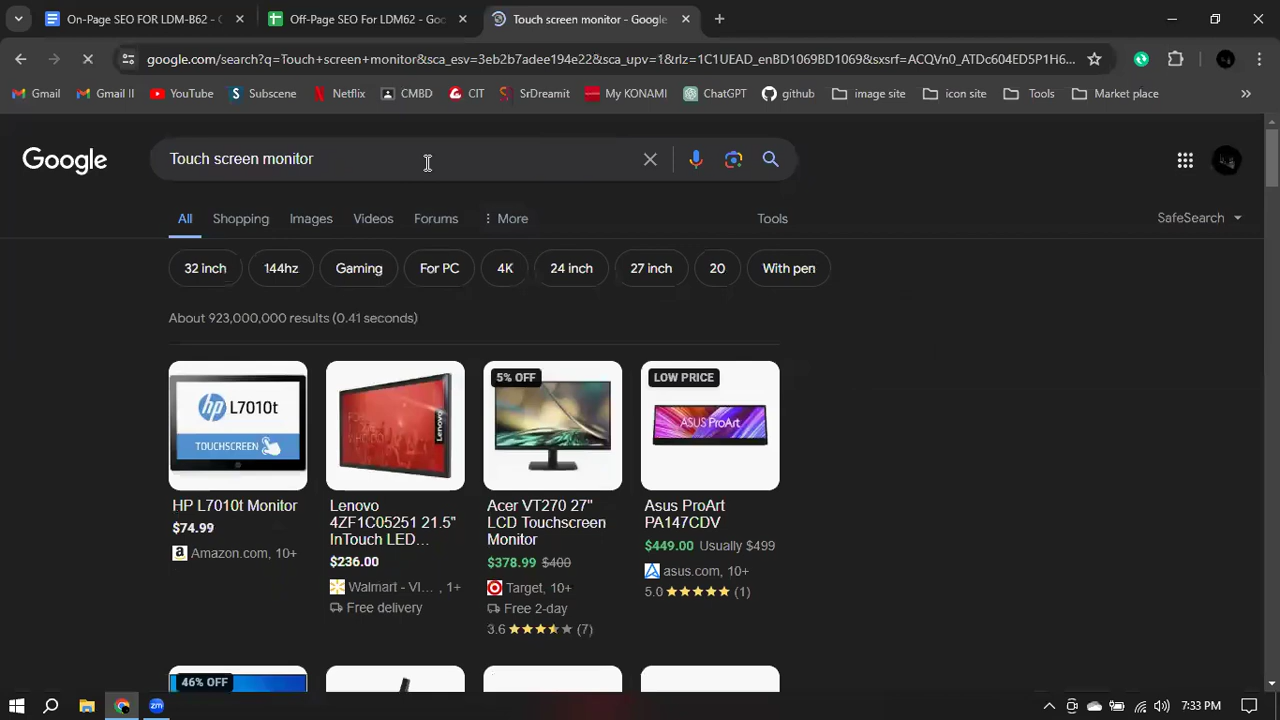 On-Page SEO FOR LDM-B62 - G
Off-Page SEO For LDM62 - Goo
Touch screen monitor - Google
google.com/search?q=Touch+screen+monitor&sca_esv=3eb2b7adee194e22&sca_upv=1&rlz=1C1UEAD_enBD1069BD1069&sxsrf=ACQVn0_ATDc604ED5P1H6...
Gmail
Gmail II
YouTube
Subscene
Netflix
CMBD
CIT
SrDreamit
My KONAMI
ChatGPT
github
image site
icon site
Tools
Market place
Google
Touch screen monitor
All
Shopping
Images
Videos
Forums
More
Tools
SafeSearch
32 inch
144hz
Gaming
For PC
4K
24 inch
27 inch
20
With pen
About 923,000,000 results (0.41 seconds)
hp L7010t
TOUCHSCREEN
HP L7010t Monitor
$74.99
Amazon.com, 10+
Lenovo
Lenovo
4ZF1C05251 21.5"
InTouch LED...
$236.00
Walmart - VI... , 1+
Free delivery
5% OFF
Acer VT270 27"
LCD Touchscreen
Monitor
$378.99 $400
Target, 10+
Free 2-day
3.6 (7)
LOW PRICE
ASUS ProArt
Asus ProArt
PA147CDV
$449.00 Usually $499
asus.com, 10+
5.0 (1)
46% OFF
zm
7:33 PM